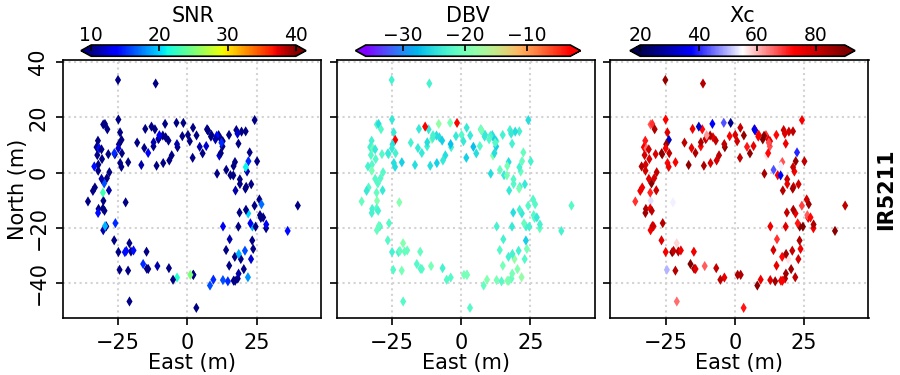 SNR DBV Xc
10 20 30 40 −30 −20 −10 20 40 60 80
40
20
0
−20
−40
North (m)
−25 0 25 −25 0 25 −25 0 25
East (m) East (m) East (m)
IR5211